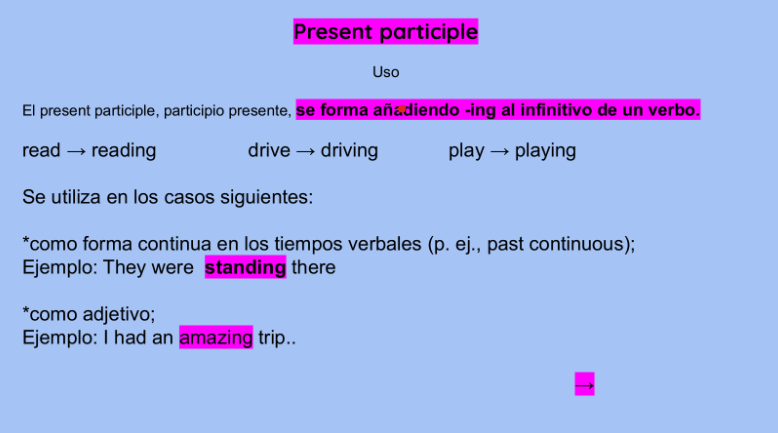 Present participle
Uso
El present participle, participio presente, se forma añadiendo -ing al infinitivo de un verbo.
read → reading drive → driving play → playing
Se utiliza en los casos siguientes:
*como forma continua en los tiempos verbales (p. ej., past continuous);
Ejemplo: They were standing there
*como adjetivo;
Ejemplo: I had an amazing trip..
→